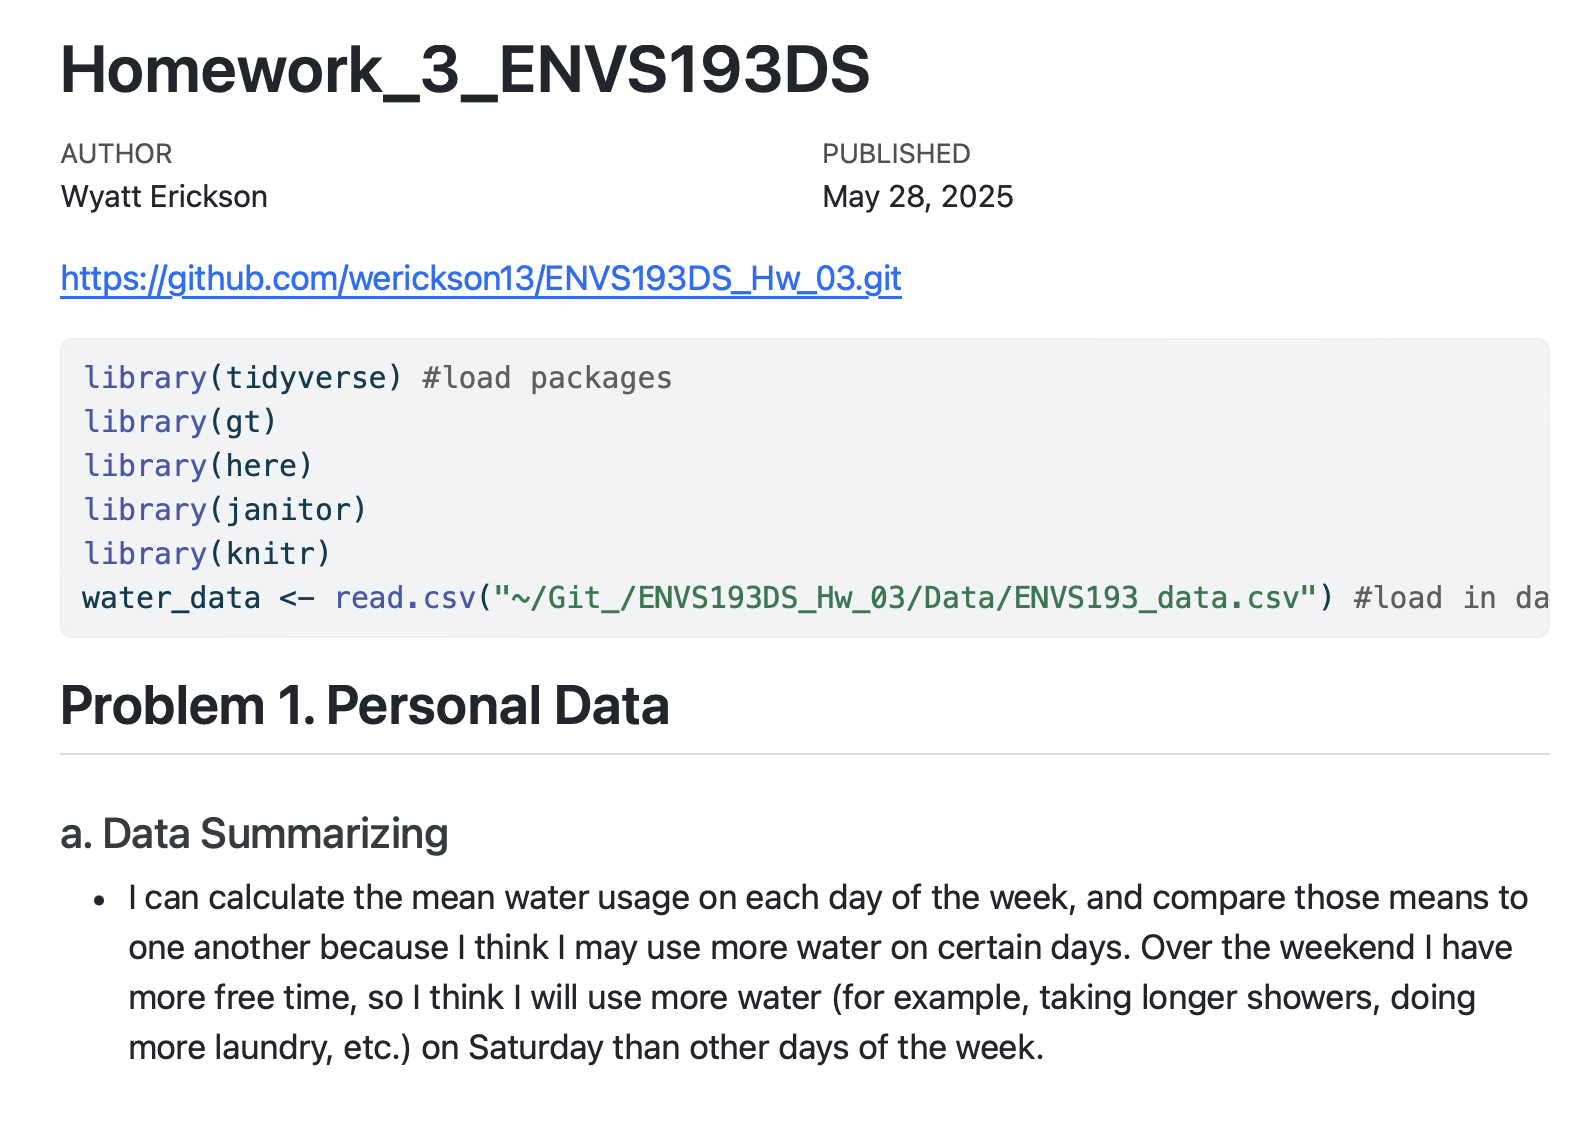 Homework_3_ENVS193DS
AUTHOR
Wyatt Erickson
PUBLISHED
May 28, 2025
https://github.com/werickson13/ENVS193DS_Hw_03.git
library(tidyverse) #load packages
library(gt)
library(here)
library(janitor)
library(knitr)
water_data <- read.csv("~/Git_/ENVS193DS_Hw_03/Data/ENVS193_data.csv") #load in da
Problem 1. Personal Data
a. Data Summarizing
• I can calculate the mean water usage on each day of the week, and compare those means to
one another because I think I may use more water on certain days. Over the weekend I have
more free time, so I think I will use more water (for example, taking longer showers, doing
more laundry, etc.) on Saturday than other days of the week.